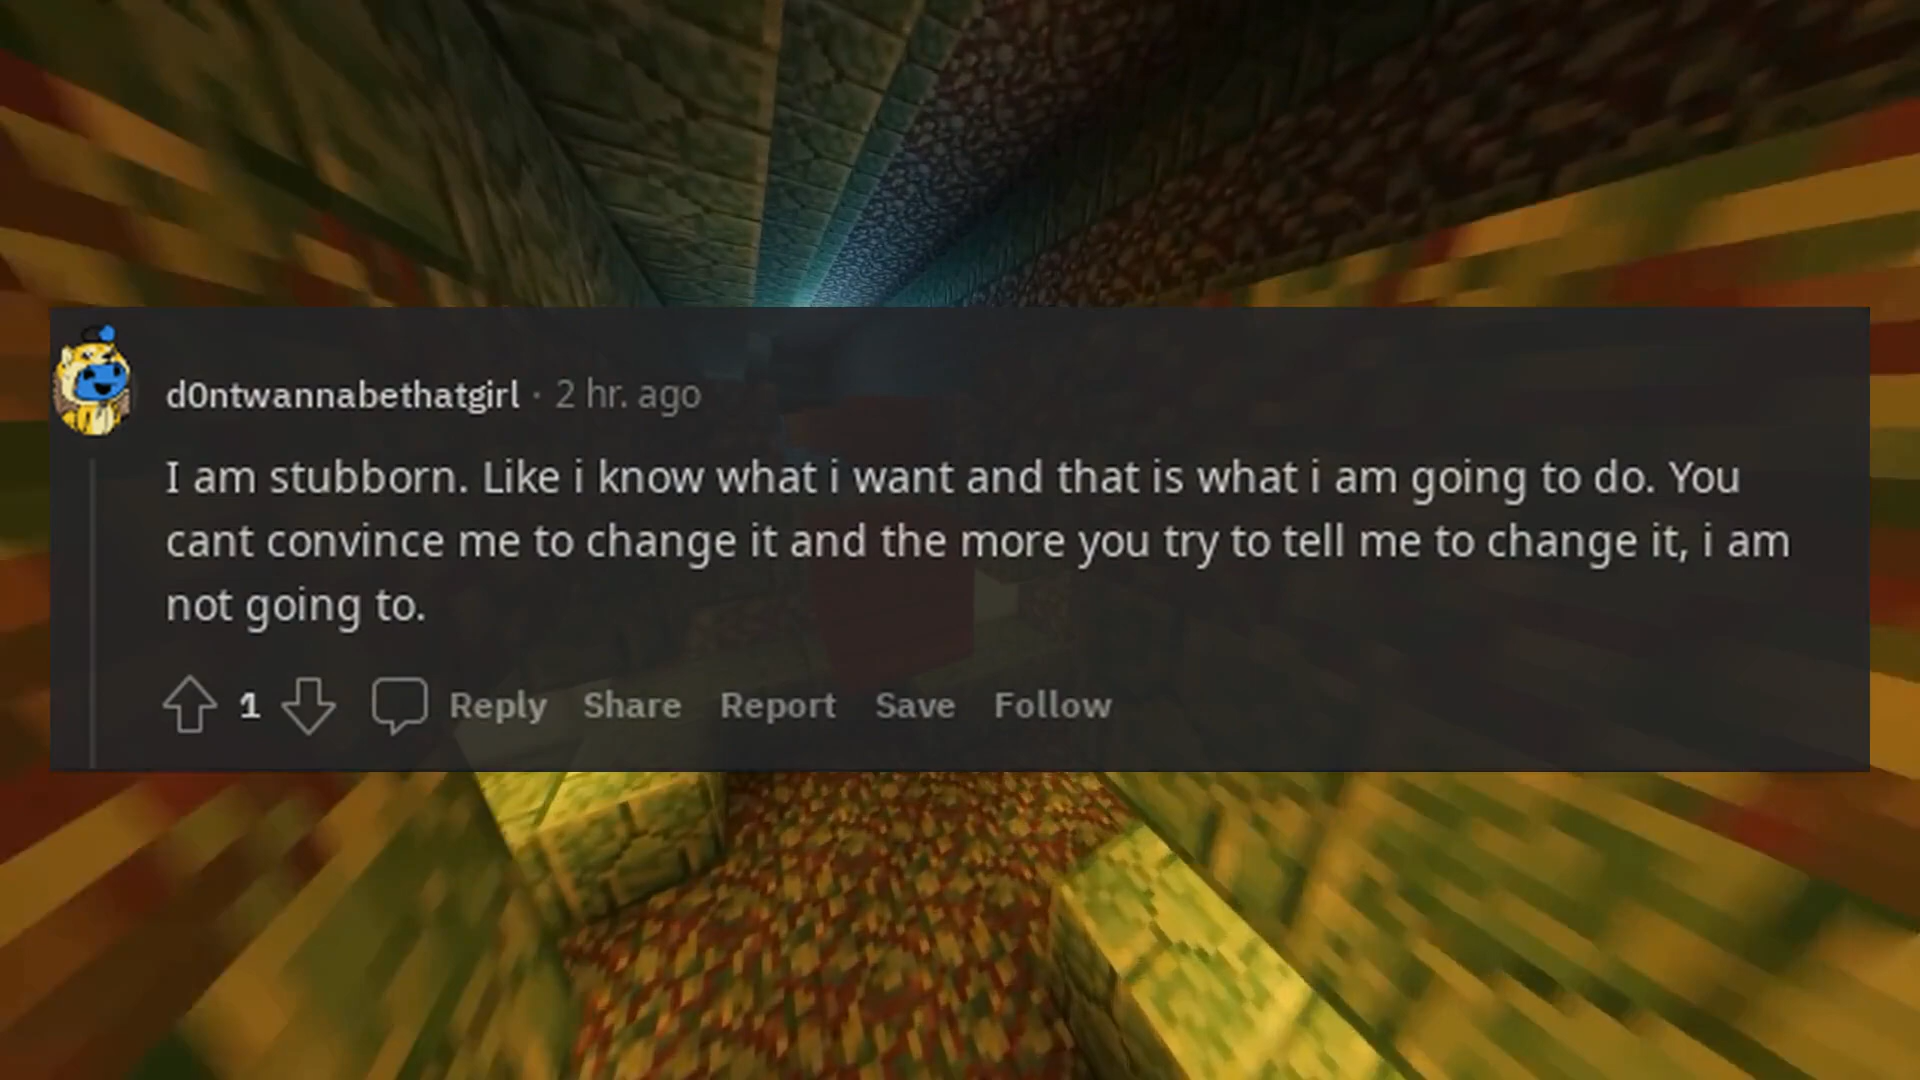 d0ntwannabethatgirl · 2 hr. ago
I am stubborn. Like i know what i want and that is what i am going to do. You
cant convince me to change it and the more you try to tell me to change it, i am
not going to.
1 Reply Share Report Save Follow